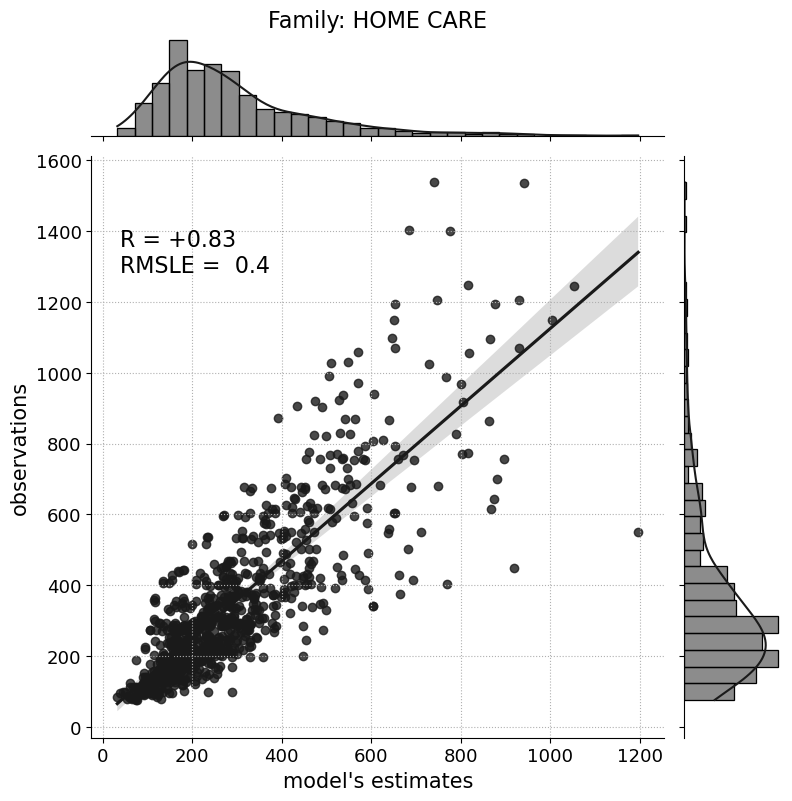 Family: HOME CARE
R = +0.83
RMSLE =  0.4
1600
1400
1200
1000
800
600
400
200
0
observations
0 200 400 600 800 1000 1200
model's estimates